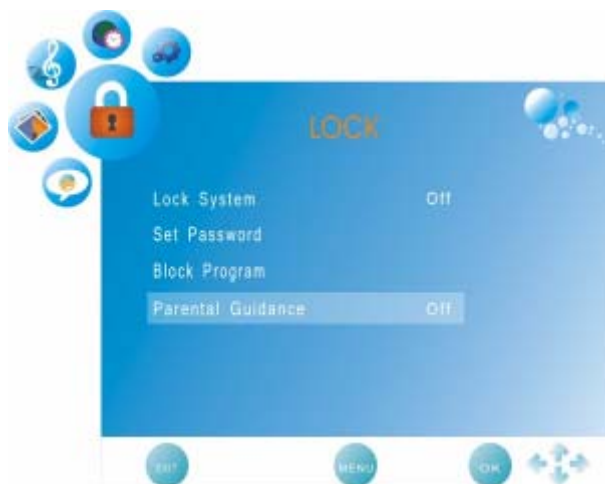 LOCK
Lock System Off
Set Password
Block Program
Parental Guidance Off
EXIT MENU OK